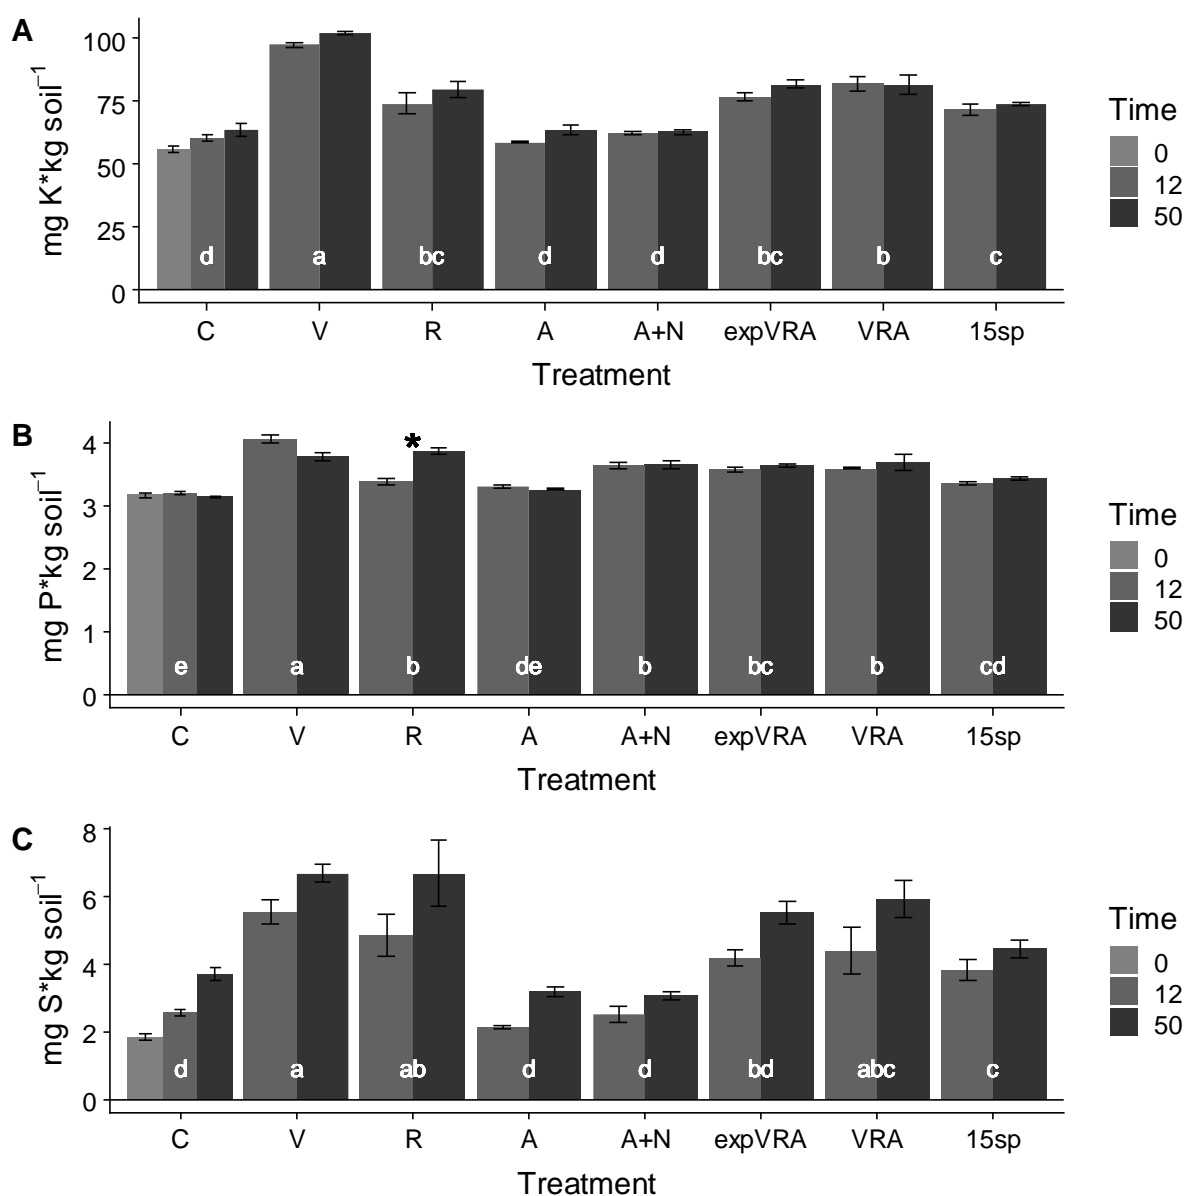 A
mg K*kg soil⁻¹
100
75
50
25
0
d a bc d d bc b c
C V R A A+N expVRA VRA 15sp
Treatment
Time
0
12
50
B
mg P*kg soil⁻¹
4
3
2
1
0
*
e a b de b bc b cd
C V R A A+N expVRA VRA 15sp
Treatment
Time
0
12
50
C
mg S*kg soil⁻¹
8
6
4
2
0
d a ab d d bd abc c
C V R A A+N expVRA VRA 15sp
Treatment
Time
0
12
50